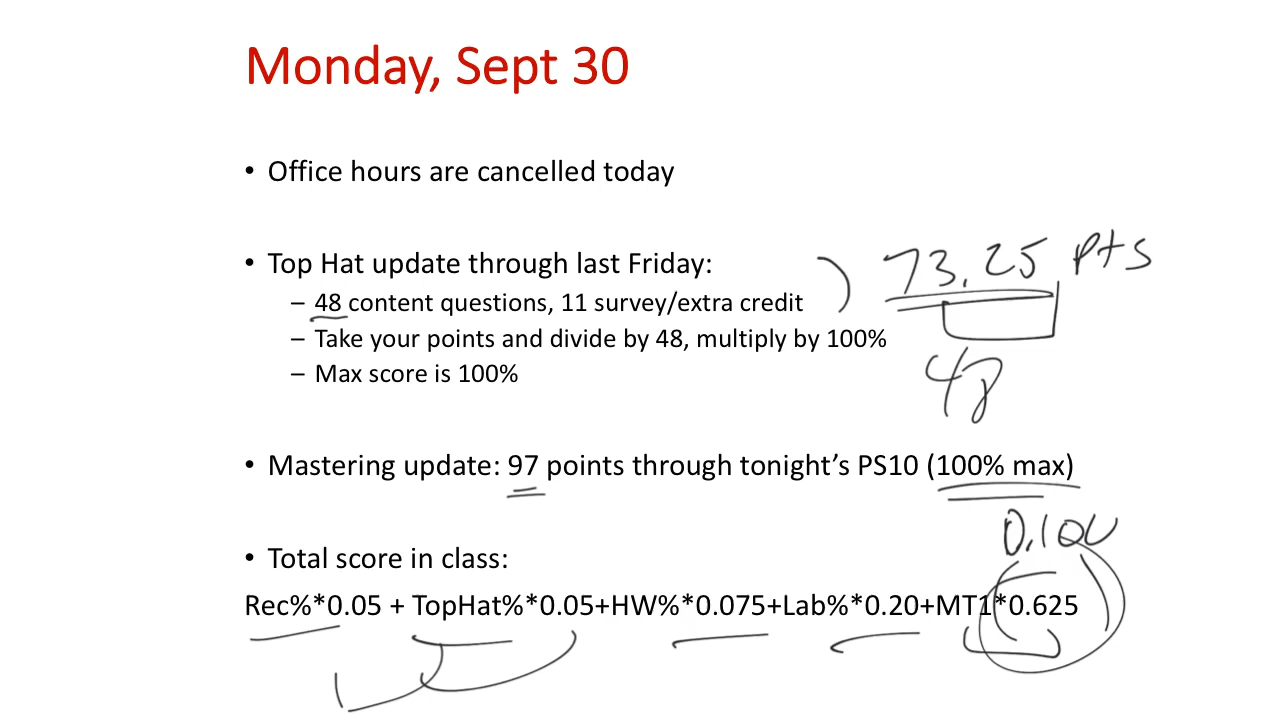 Monday, Sept 30
• Office hours are cancelled today
• Top Hat update through last Friday:
– 48 content questions, 11 survey/extra credit
73.25 pts
– Take your points and divide by 48, multiply by 100%
– Max score is 100%
48
• Mastering update: 97 points through tonight’s PS10 (100% max)
• Total score in class:
Rec%*0.05 + TopHat%*0.05+HW%*0.075+Lab%*0.20+MT1*0.625